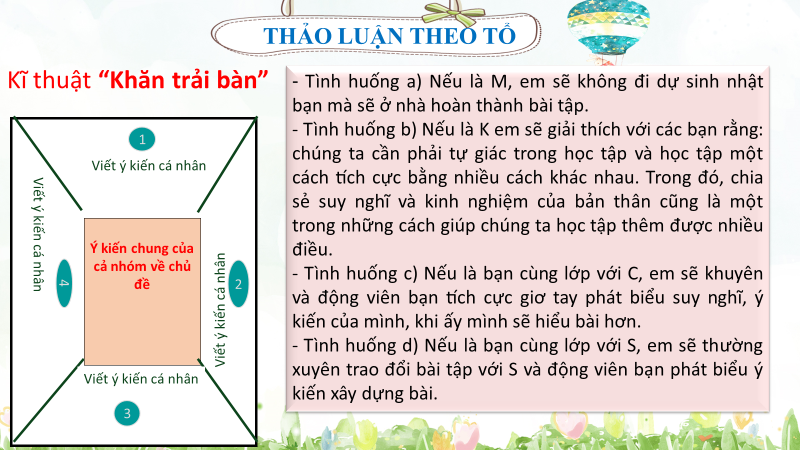 THẢO LUẬN THEO TỔ
Kĩ thuật “Khăn trải bàn”
1
Viết ý kiến cá nhân
Viết ý kiến cá nhân
4
Ý kiến chung của
cả nhóm về chủ
đề
2
Viết ý kiến cá nhân
Viết ý kiến cá nhân
3
- Tình huống a) Nếu là M, em sẽ không đi dự sinh nhật
bạn mà sẽ ở nhà hoàn thành bài tập.
- Tình huống b) Nếu là K em sẽ giải thích với các bạn rằng:
chúng ta cần phải tự giác trong học tập và học tập một
cách tích cực bằng nhiều cách khác nhau. Trong đó, chia
sẻ suy nghĩ và kinh nghiệm của bản thân cũng là một
trong những cách giúp chúng ta học tập thêm được nhiều
điều.
- Tình huống c) Nếu là bạn cùng lớp với C, em sẽ khuyên
và động viên bạn tích cực giơ tay phát biểu suy nghĩ, ý
kiến của mình, khi ấy mình sẽ hiểu bài hơn.
- Tình huống d) Nếu là bạn cùng lớp với S, em sẽ thường
xuyên trao đổi bài tập với S và động viên bạn phát biểu ý
kiến xây dựng bài.